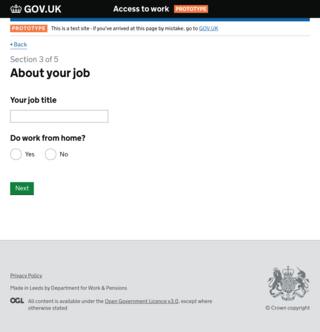 GOV.UK
Access to work PROTOTYPE
PROTOTYPE This is a test site - if you've arrived at this page by mistake, go to GOV.UK
Back
Section 3 of 5
About your job
Your job title
Do work from home?
Yes No
Next
Privacy Policy
Made in Leeds by Department for Work & Pensions
OGL All content is available under the Open Government Licence v3.0, except where
otherwise stated
© Crown copyright